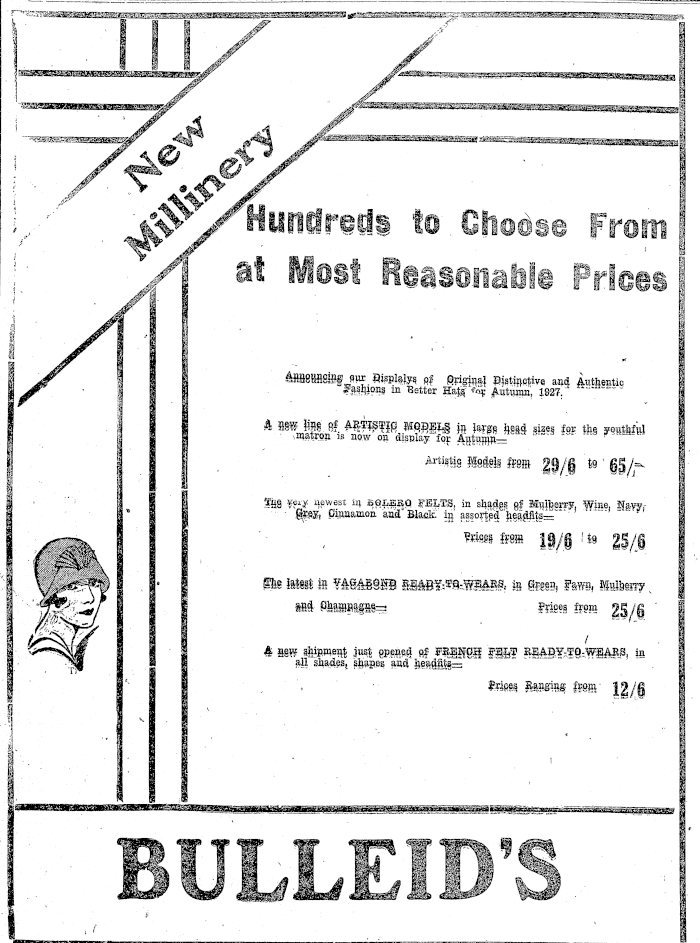 New
Millinery
Hundreds to Choose From
at Most Reasonable Prices
Announcing our Displalys of Original Distinctive and Authentic
Fashions in Better Hats for Autumn, 1927.
A new line of ARTISTIC MODELS in large head sizes for the youthful
matron is now on display for Autumn—
Artistic Models from 29/6 to 65/-
The very newest in BOLERO FELTS, in shades of Mulberry, Wine, Navy,
Grey, Cinnamon and Black in assorted headfits—
Prices from 19/6 to 25/6
The latest in VAGABOND READY-TO-WEARS, in Green, Fawn, Mulberry
and Champagne— Prices from 25/6
A new shipment just opened of FRENCH FELT READY-TO-WEARS, in
all shades, shapes and headfits—
Prices Ranging from 12/6
BULLEID'S